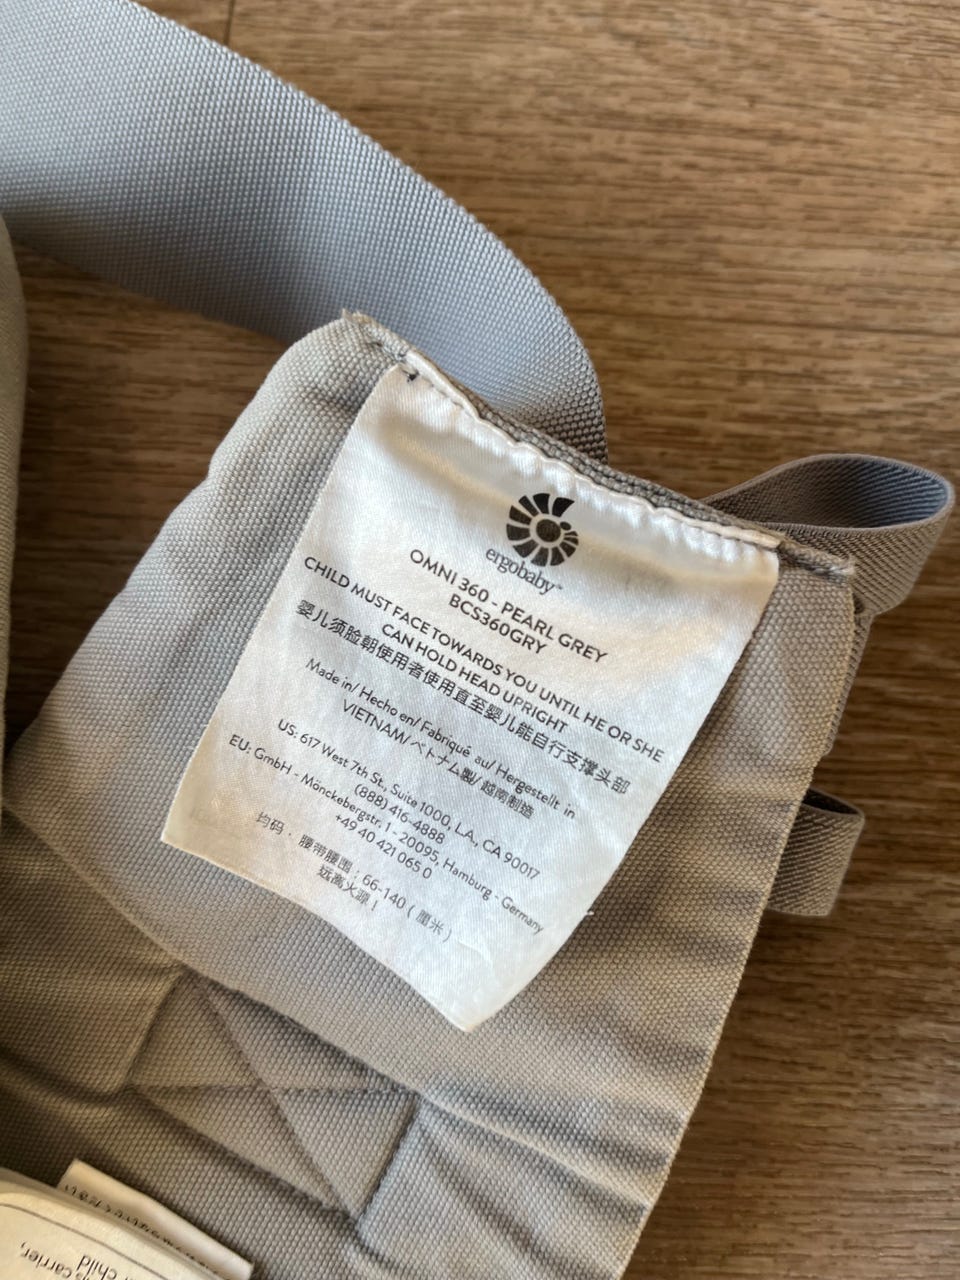 ergobaby™
OMNI 360 - PEARL GREY
BCS360GRY
CHILD MUST FACE TOWARDS YOU UNTIL HE OR SHE
CAN HOLD HEAD UPRIGHT
婴儿须脸朝使用者使用直至婴儿能自行支撑头部
Made in/ Hecho en/ Fabriqué au/ Hergestellt in
VIETNAM/ ベトナム製/ 越南制造
US: 617 West 7th St., Suite 1000, LA., CA 90017
(888) 416-4888
EU: GmbH - Mönckebergstr. 1 - 20095, Hamburg - Germany
+49 40 421 065 0
均码 · 腰带腰围：66-140（厘米）
远离火源！
carrier,
child